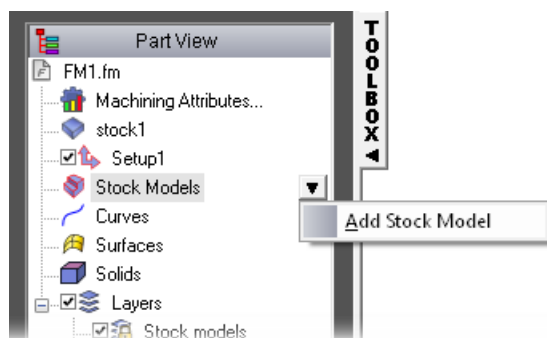 Part View
TOOLBOX
FM1.fm
Machining Attributes...
stock1
Setup1
Stock Models
Add Stock Model
Curves
Surfaces
Solids
Layers
Stock models